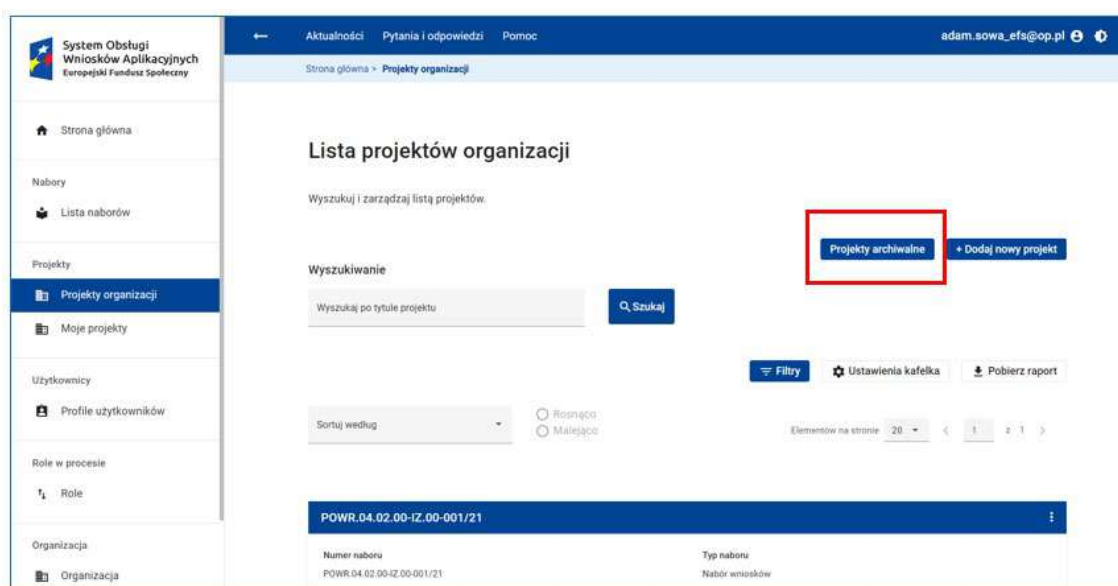 System Obsługi
Wniosków Aplikacyjnych
Europejski Fundusz Społeczny
Strona główna
Nabory
Lista naborów
Projekty
Projekty organizacji
Moje projekty
Użytkownicy
Profile użytkowników
Role w procesie
Role
Organizacja
Organizacja
Aktualności Pytania i odpowiedzi Pomoc
adam.sowa_efs@op.pl
Strona główna > Projekty organizacji
Lista projektów organizacji
Wyszukuj i zarządzaj listą projektów.
Projekty archiwalne + Dodaj nowy projekt
Wyszukiwanie
Wyszukaj po tytule projektu Szukaj
Filtry Ustawienia kafelka Pobierz raport
Sortuj według
Rosnąco
Malejąco
Elementów na stronie 20 < 1 z 1 >
POWR.04.02.00-IZ.00-001/21
Numer naboru Typ naboru
POWR.04.02.00-IZ.00-001/21 Nabór wniosków